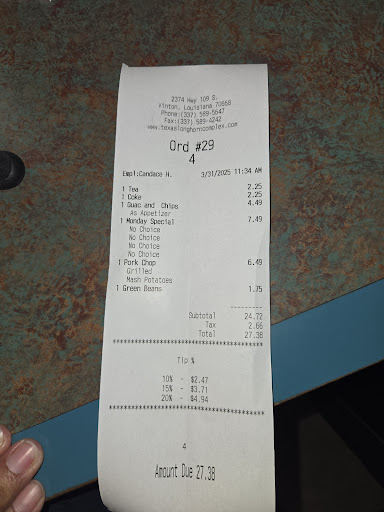 2374 Hwy 109 S.
Vinton, Louisiana 70668
Phone:(337) 589-5547
Fax:(337) 589-4242
www.texaslonghorncomplex.com
Ord #29
4
Empl:Candace H. 3/31/2025 11:34 AM
1 Tea 2.25
1 Coke 2.25
1 Guac and Chips 4.49
As Appetizer
1 Monday Special 7.49
No Choice
No Choice
No Choice
No Choice
1 Pork Chop 6.49
Grilled
Mash Potatoes
1 Green Beans 1.75
---------
Subtotal 24.72
Tax 2.66
Total 27.38
****************************************
Tip %
10% - $2.47
15% - $3.71
20% - $4.94
****************************************
4
Amount Due 27.38